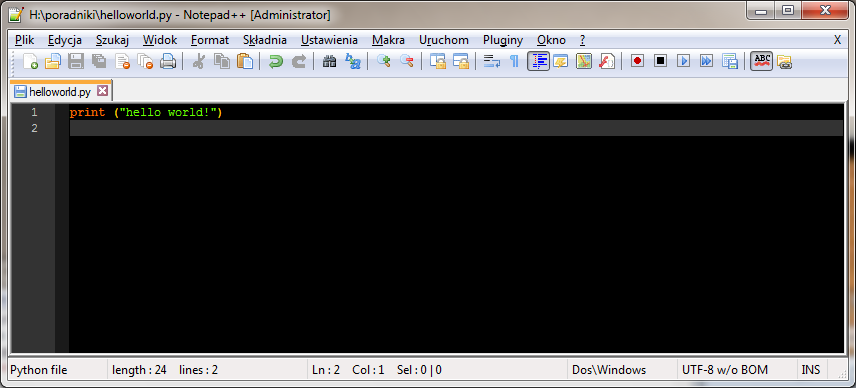 H:\poradniki\helloworld.py - Notepad++ [Administrator]
Plik Edycja Szukaj Widok Format Składnia Ustawienia Makra Uruchom Pluginy Okno ? X
ABC
helloworld.py
1 print ("hello world!")
2
Python file length : 24 lines : 2 Ln : 2 Col : 1 Sel : 0 | 0 Dos\Windows UTF-8 w/o BOM INS